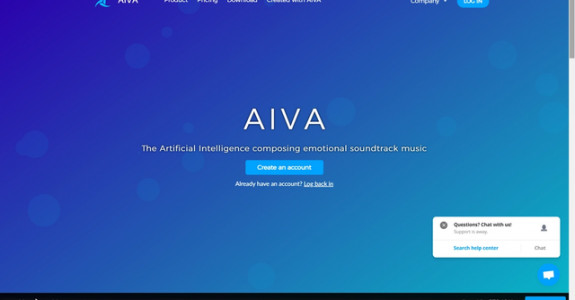 AIVA Product Pricing Download Created with AIVA Company LOG IN
AIVA
The Artificial Intelligence composing emotional soundtrack music
Create an account
Already have an account? Log back in
Questions? Chat with us!
Support is away
Search help center Chat